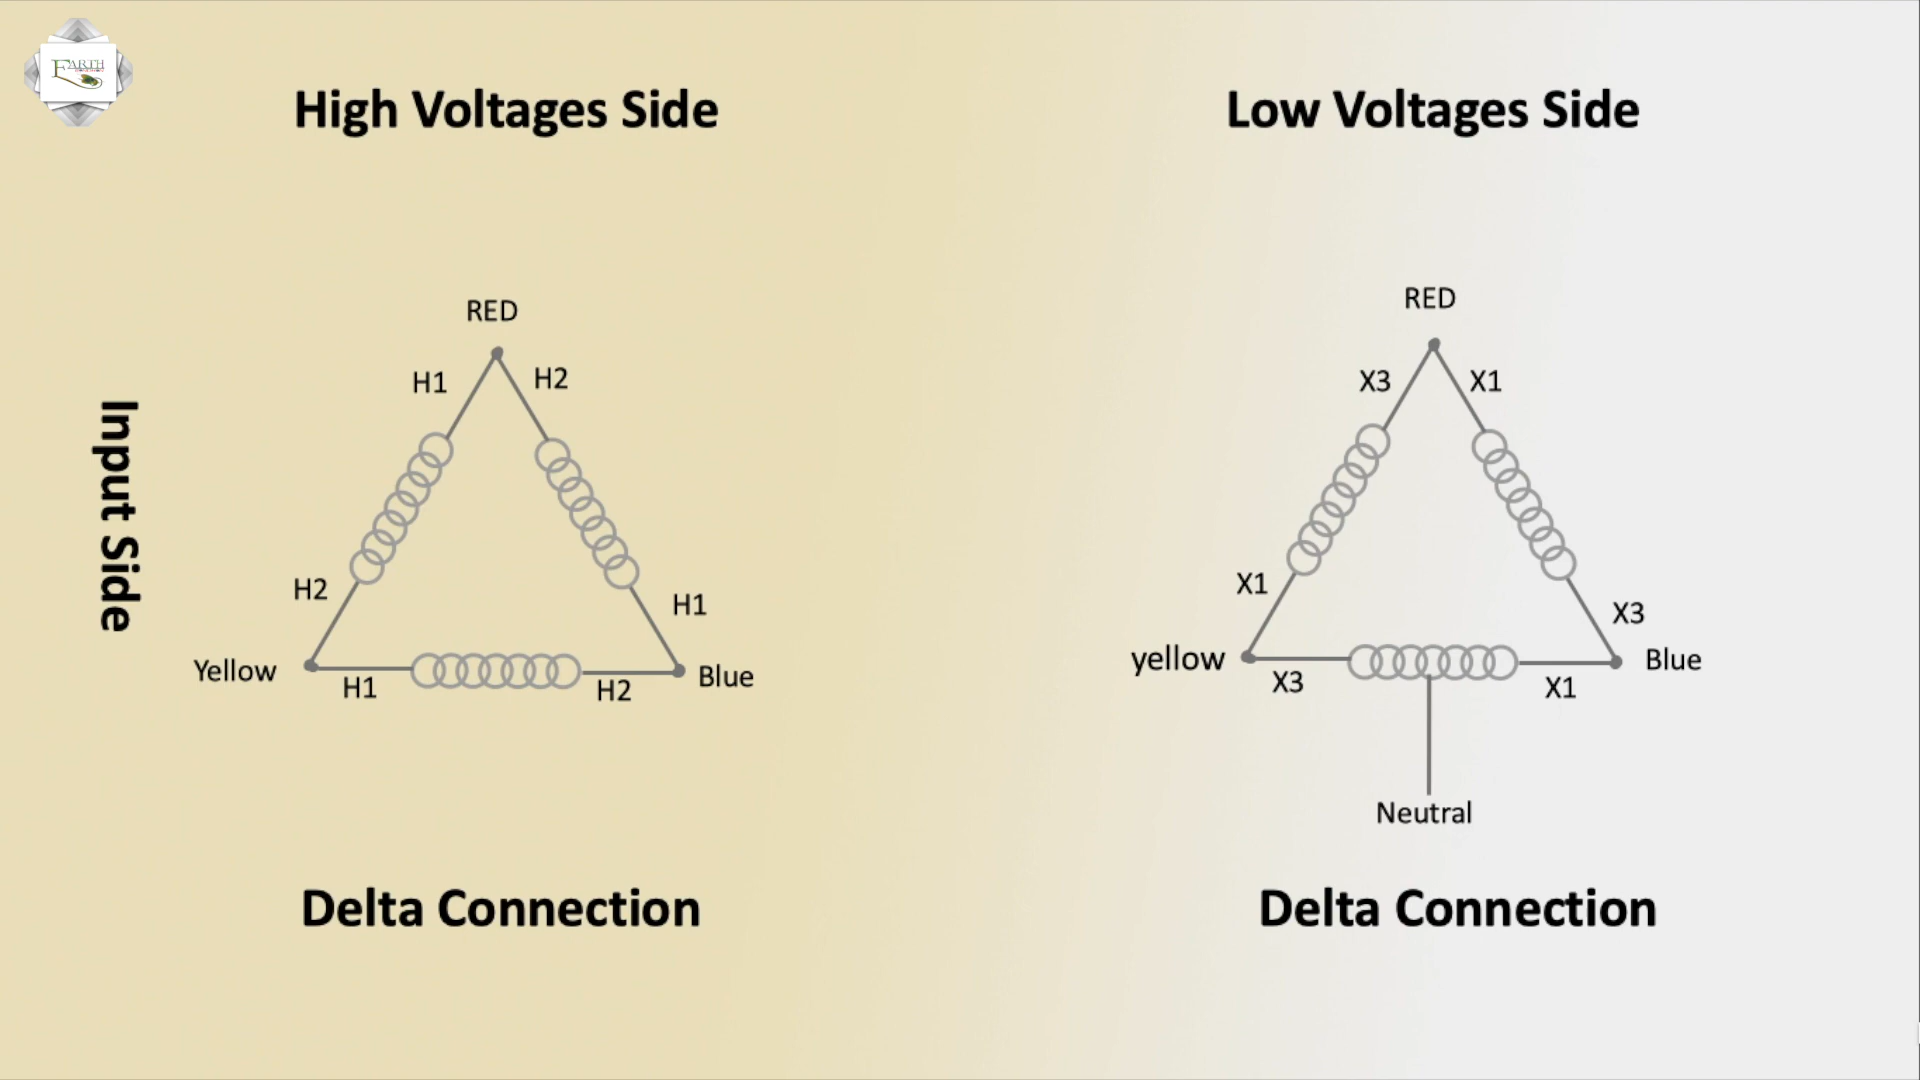 EARTH
High Voltages Side
Low Voltages Side
RED
H1
H2
Input Side
H2
H1
Yellow
H1
H2
Blue
RED
X3
X1
X1
X3
yellow
X3
X1
Blue
Neutral
Delta Connection
Delta Connection